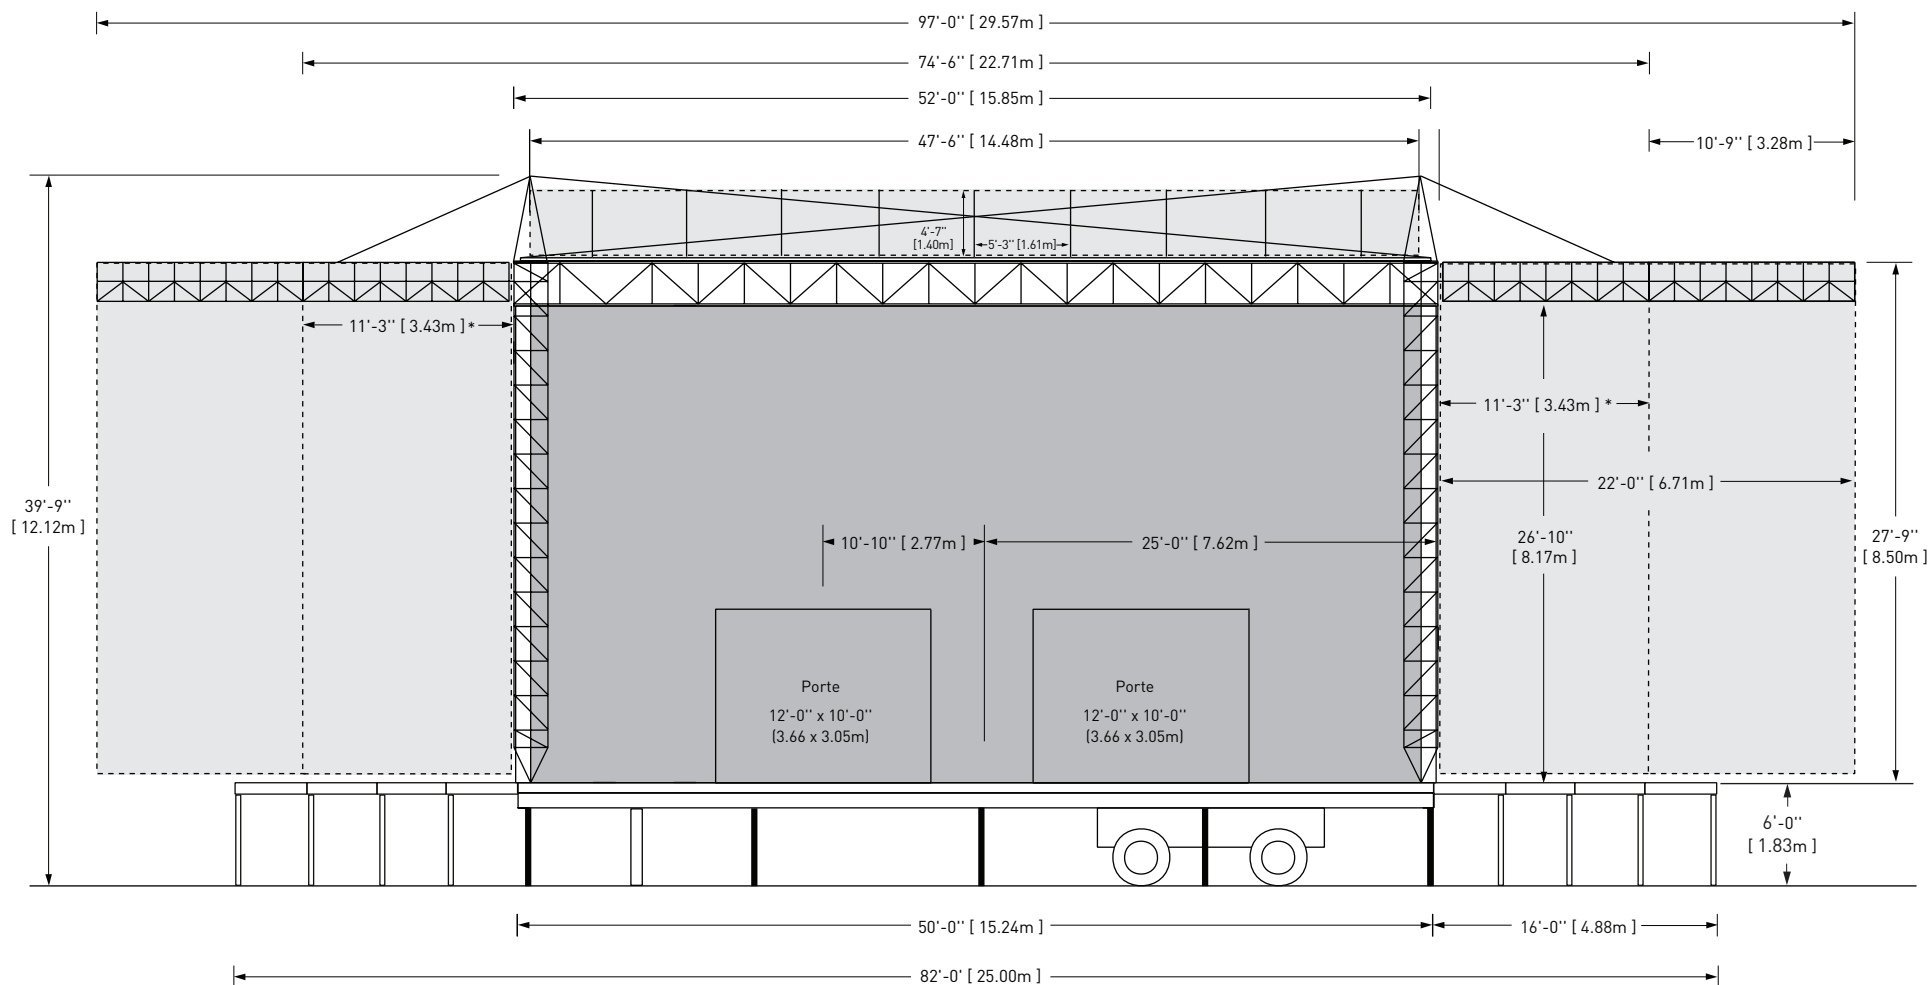 97'-0'' [ 29.57m ]
74'-6'' [ 22.71m ]
52'-0'' [ 15.85m ]
47'-6'' [ 14.48m ]
10'-9'' [ 3.28m ]
4'-7''
[1.40m]
5'-3'' [1.61m]
11'-3'' [ 3.43m ] *
11'-3'' [ 3.43m ] *
22'-0'' [ 6.71m ]
39'-9''
[ 12.12m ]
10'-10'' [ 2.77m ]
25'-0'' [ 7.62m ]
26'-10''
[ 8.17m ]
27'-9''
[ 8.50m ]
Porte
12'-0'' x 10'-0''
(3.66 x 3.05m)
Porte
12'-0'' x 10'-0''
(3.66 x 3.05m)
6'-0''
[ 1.83m ]
50'-0'' [ 15.24m ]
16'-0'' [ 4.88m ]
82'-0' [ 25.00m ]